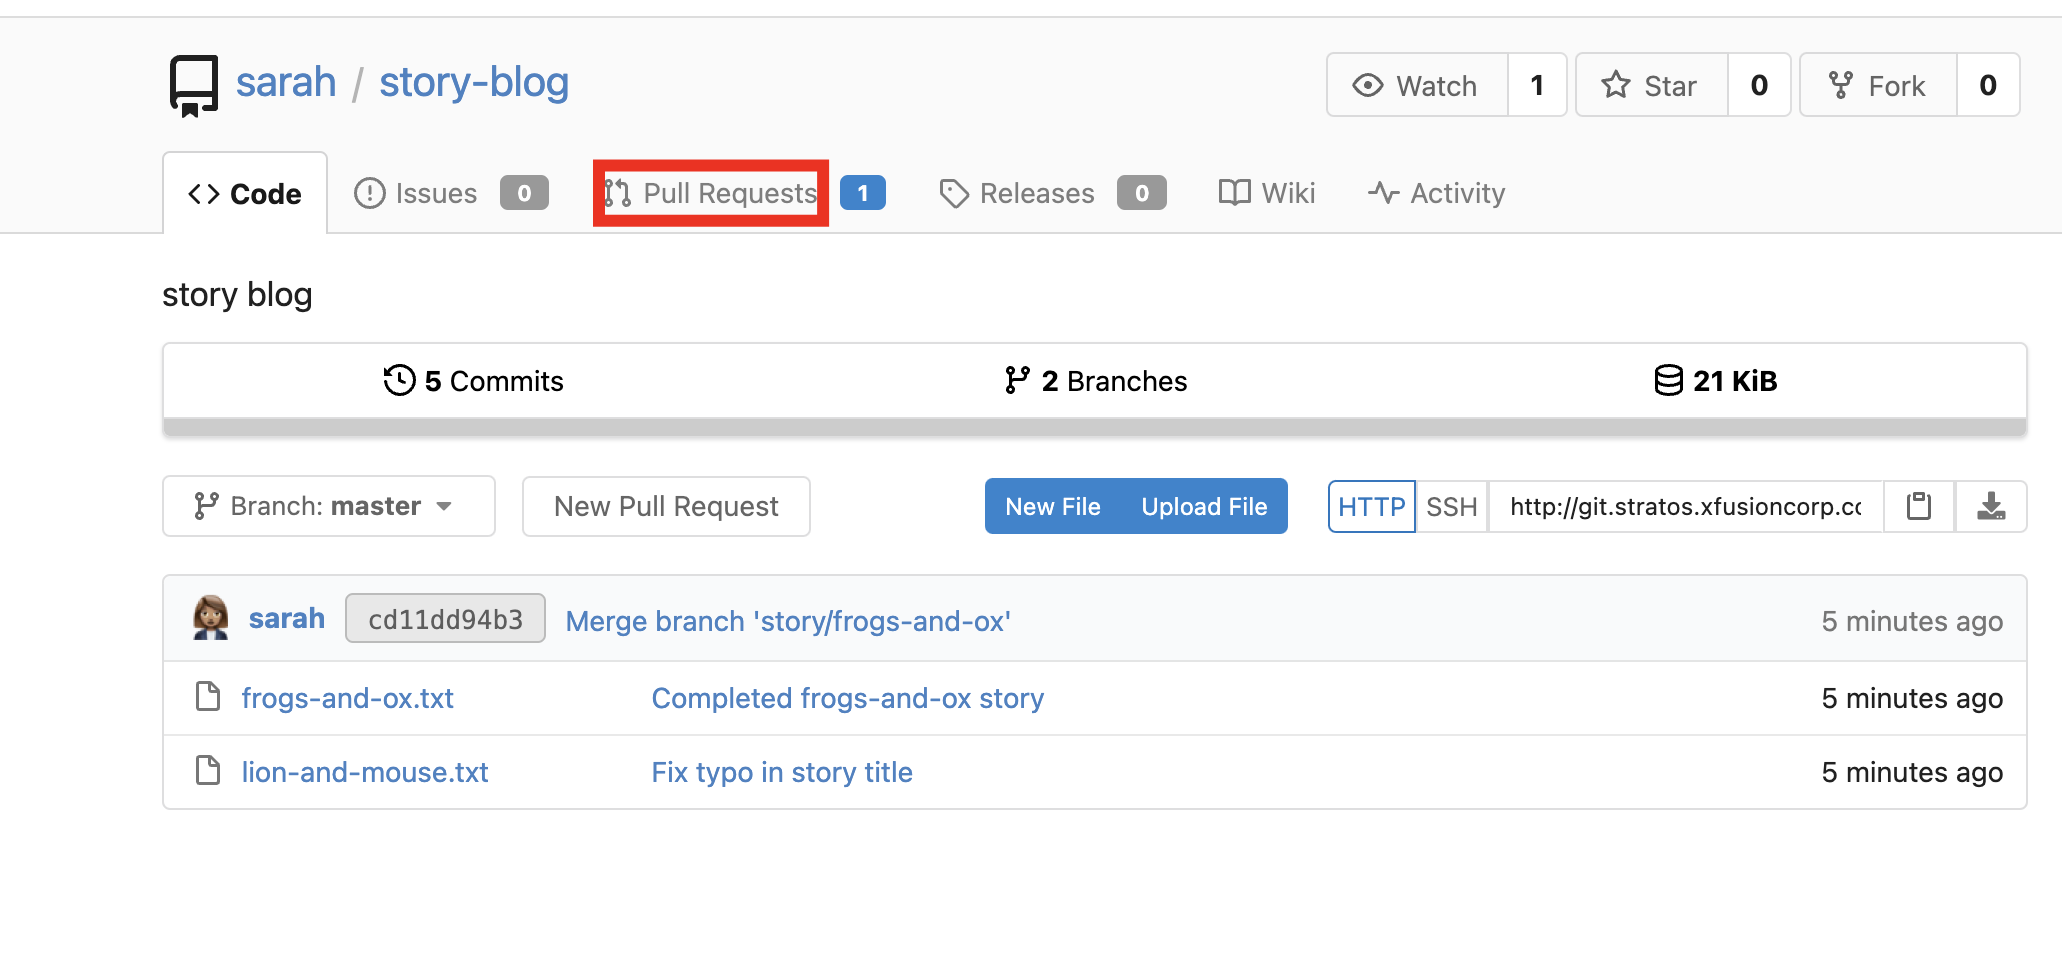 sarah / story-blog
Watch 1 Star 0 Fork 0
Code Issues 0 Pull Requests 1 Releases 0 Wiki Activity
story blog
5 Commits 2 Branches 21 KiB
Branch: master New Pull Request New File Upload File HTTP SSH http://git.stratos.xfusioncorp.co
sarah cd11dd94b3 Merge branch 'story/frogs-and-ox' 5 minutes ago
frogs-and-ox.txt Completed frogs-and-ox story 5 minutes ago
lion-and-mouse.txt Fix typo in story title 5 minutes ago